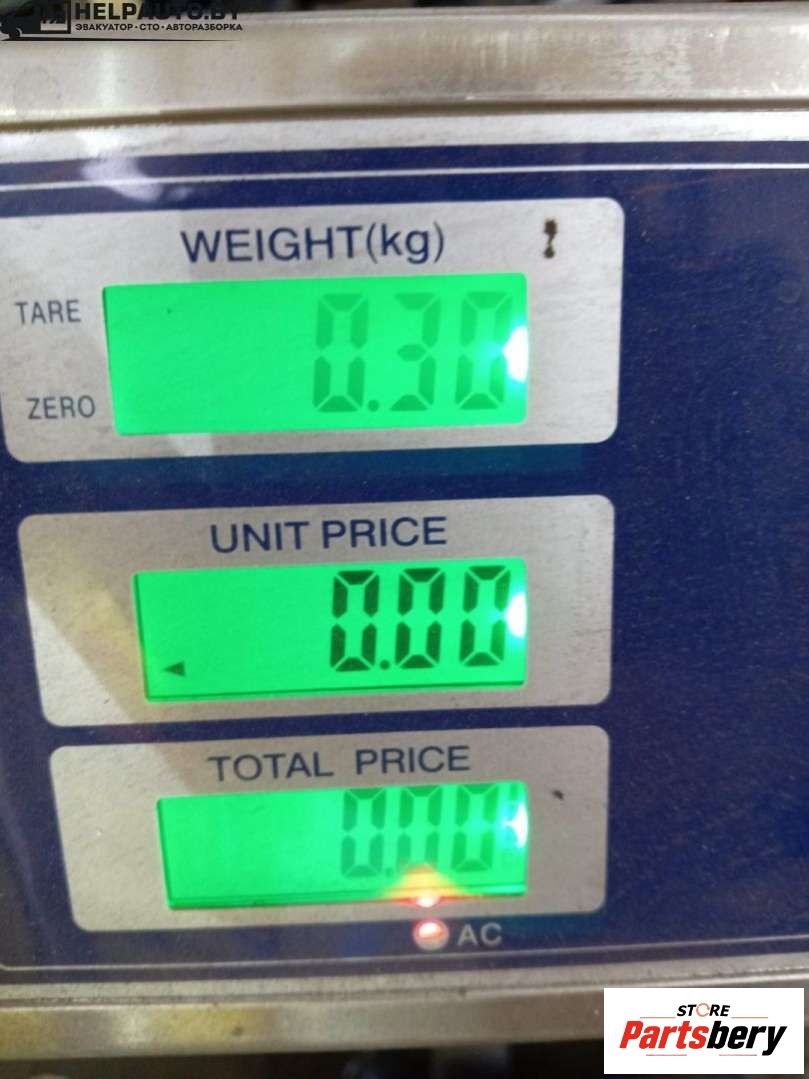 HELPAUTO.BY
ЭВАКУАТОР·СТО·АВТОРАЗБОРКА
WEIGHT(kg)
TARE
0.30
ZERO
UNIT PRICE
0.00
TOTAL PRICE
0.00
AC
STORE
Partsbery